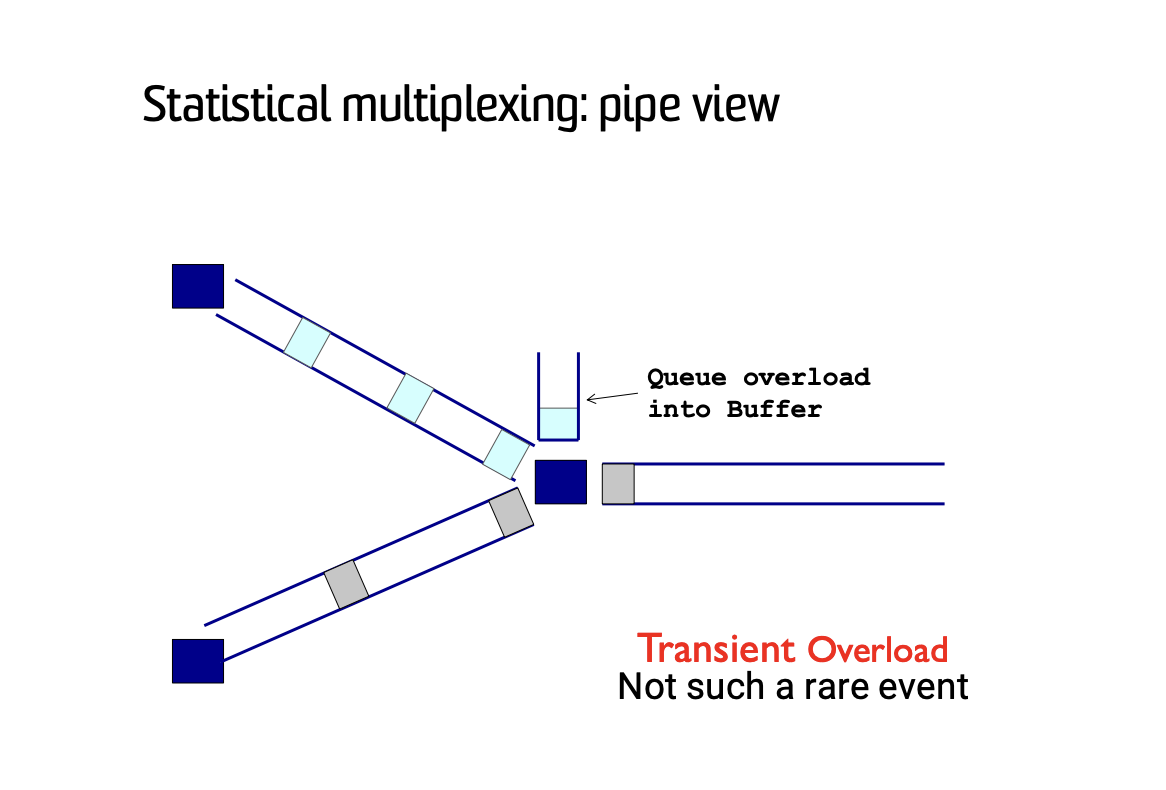 Statistical multiplexing: pipe view
Queue overload
into Buffer
Transient Overload
Not such a rare event